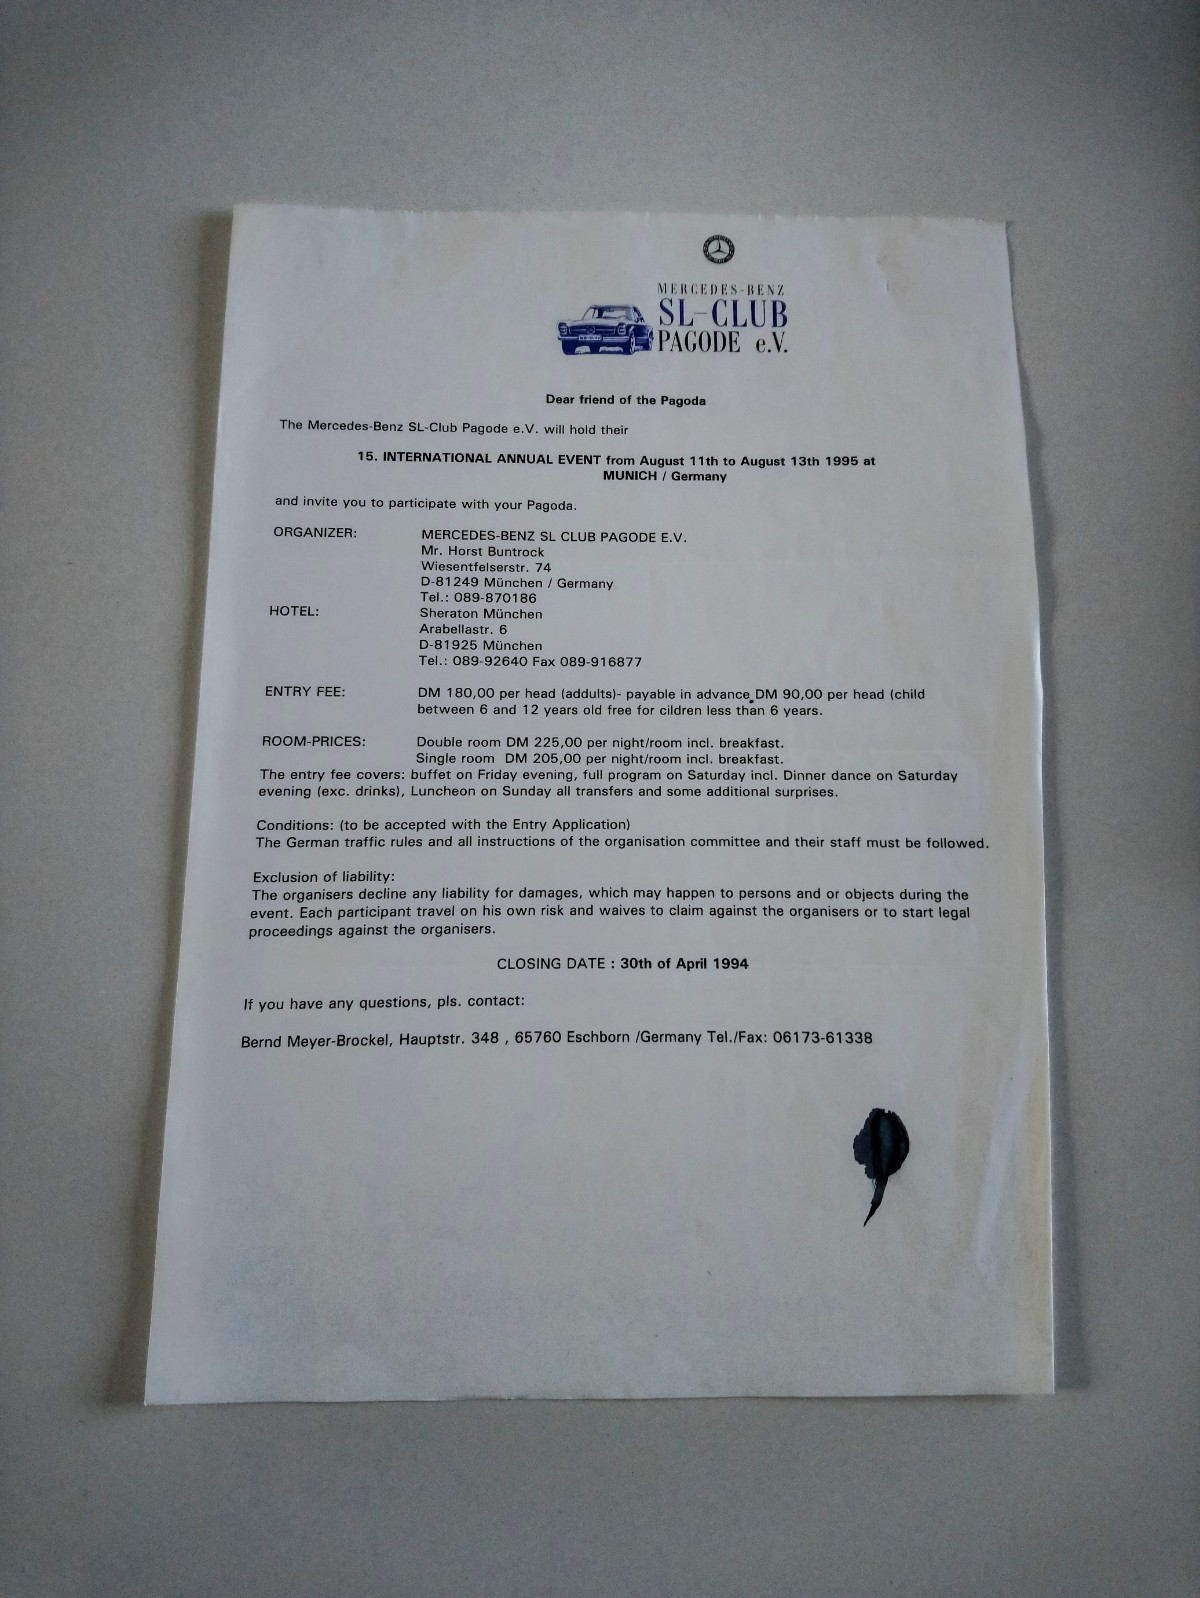 MERCEDES-BENZ
SL-CLUB
PAGODE e.V.
Dear friend of the Pagoda
The Mercedes-Benz SL-Club Pagode e.V. will hold their
15. INTERNATIONAL ANNUAL EVENT from August 11th to August 13th 1995 at
MUNICH / Germany
and invite you to participate with your Pagoda.
ORGANIZER: MERCEDES-BENZ SL CLUB PAGODE E.V.
Mr. Horst Buntrock
Wiesentfelserstr. 74
D-81249 München / Germany
Tel.: 089-870186
HOTEL: Sheraton München
Arabellastr. 6
D-81925 München
Tel.: 089-92640 Fax 089-916877
ENTRY FEE: DM 180,00 per head (addults)- payable in advance DM 90,00 per head (child
between 6 and 12 years old free for cildren less than 6 years.
ROOM-PRICES: Double room DM 225,00 per night/room incl. breakfast.
Single room DM 205,00 per night/room incl. breakfast.
The entry fee covers: buffet on Friday evening, full program on Saturday incl. Dinner dance on Saturday
evening (exc. drinks), Luncheon on Sunday all transfers and some additional surprises.
Conditions: (to be accepted with the Entry Application)
The German traffic rules and all instructions of the organisation committee and their staff must be followed.
Exclusion of liability:
The organisers decline any liability for damages, which may happen to persons and or objects during the
event. Each participant travel on his own risk and waives to claim against the organisers or to start legal
proceedings against the organisers.
CLOSING DATE : 30th of April 1994
If you have any questions, pls. contact:
Bernd Meyer-Brockel, Hauptstr. 348 , 65760 Eschborn /Germany Tel./Fax: 06173-61338